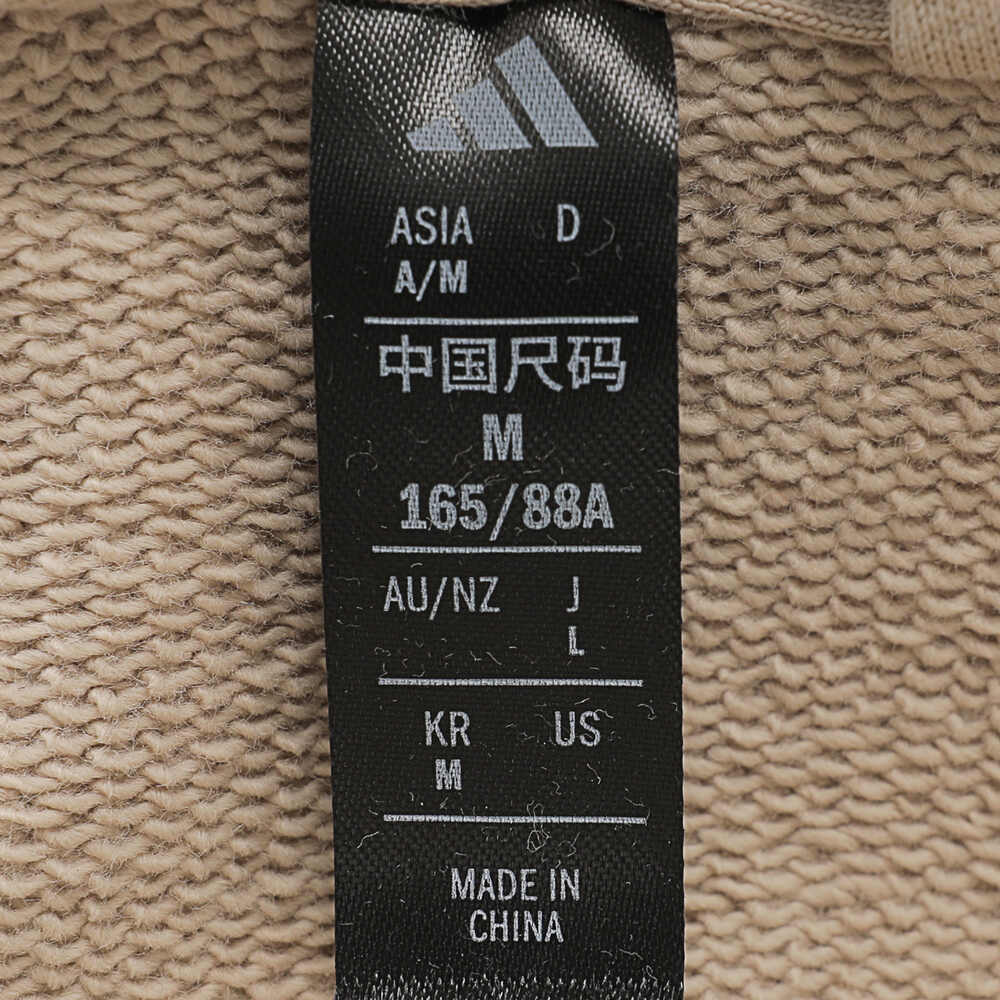 ASIA D
A/M
中国尺码
M
165/88A
AU/NZ J
L
KR US
M
MADE IN
CHINA